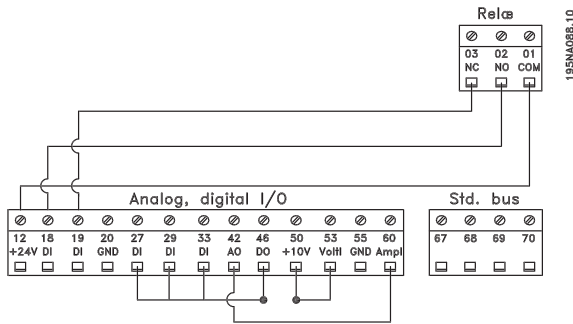 Relæ
03 02 01
NC NO COM
195NA088.10
Analog, digital I/O
12 18 19 20 27 29 33 42 46 50 53 55 60
+24V DI DI GND DI DI DI AO DO +10V VoltI GND AmpI
Std. bus
67 68 69 70